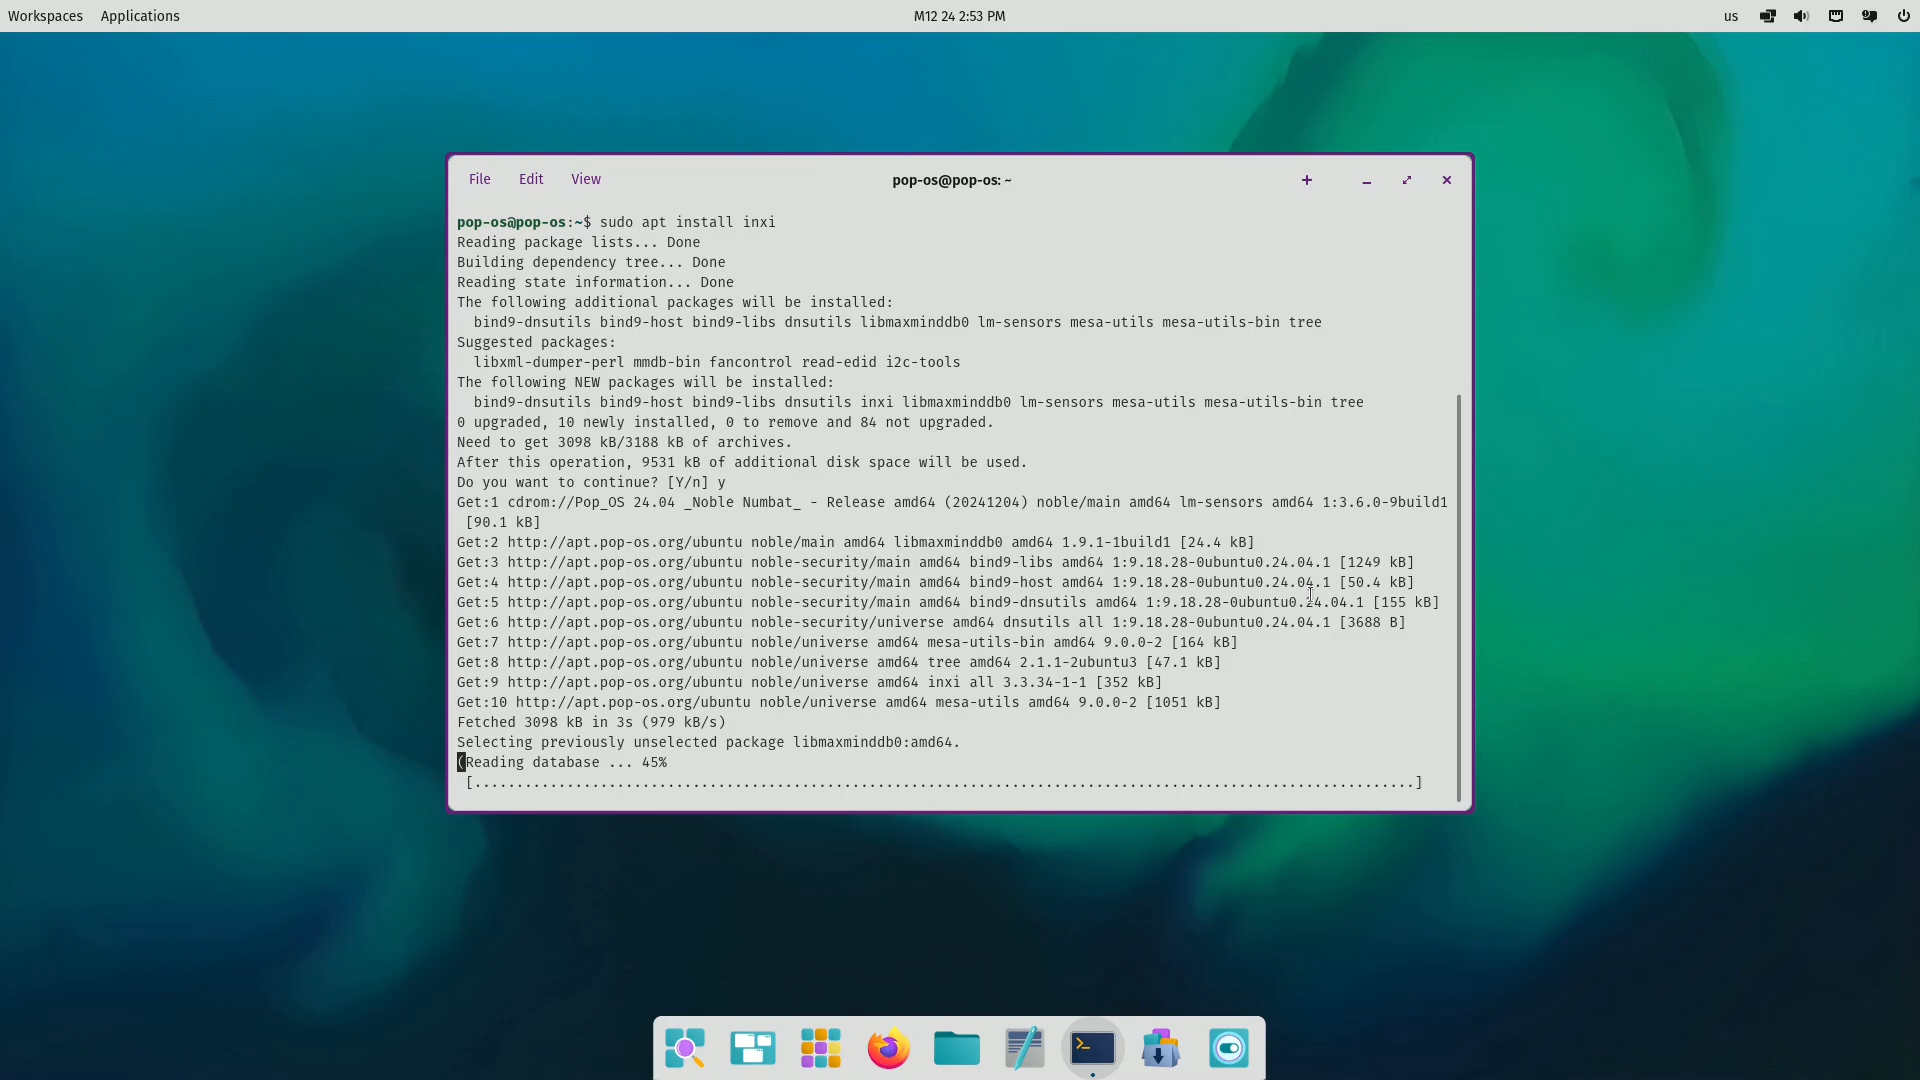 Workspaces Applications M12 24 2:53 PM us
File Edit View pop-os@pop-os: ~
pop-os@pop-os:~$ sudo apt install inxi
Reading package lists... Done
Building dependency tree... Done
Reading state information... Done
The following additional packages will be installed:
  bind9-dnsutils bind9-host bind9-libs dnsutils libmaxminddb0 lm-sensors mesa-utils mesa-utils-bin tree
Suggested packages:
  libxml-dumper-perl mmdb-bin fancontrol read-edid i2c-tools
The following NEW packages will be installed:
  bind9-dnsutils bind9-host bind9-libs dnsutils inxi libmaxminddb0 lm-sensors mesa-utils mesa-utils-bin tree
0 upgraded, 10 newly installed, 0 to remove and 84 not upgraded.
Need to get 3098 kB/3188 kB of archives.
After this operation, 9531 kB of additional disk space will be used.
Do you want to continue? [Y/n] y
Get:1 cdrom://Pop_OS 24.04 _Noble Numbat_ - Release amd64 (20241204) noble/main amd64 lm-sensors amd64 1:3.6.0-9build1
 [90.1 kB]
Get:2 http://apt.pop-os.org/ubuntu noble/main amd64 libmaxminddb0 amd64 1.9.1-1build1 [24.4 kB]
Get:3 http://apt.pop-os.org/ubuntu noble-security/main amd64 bind9-libs amd64 1:9.18.28-0ubuntu0.24.04.1 [1249 kB]
Get:4 http://apt.pop-os.org/ubuntu noble-security/main amd64 bind9-host amd64 1:9.18.28-0ubuntu0.24.04.1 [50.4 kB]
Get:5 http://apt.pop-os.org/ubuntu noble-security/main amd64 bind9-dnsutils amd64 1:9.18.28-0ubuntu0.24.04.1 [155 kB]
Get:6 http://apt.pop-os.org/ubuntu noble-security/universe amd64 dnsutils all 1:9.18.28-0ubuntu0.24.04.1 [3688 B]
Get:7 http://apt.pop-os.org/ubuntu noble/universe amd64 mesa-utils-bin amd64 9.0.0-2 [164 kB]
Get:8 http://apt.pop-os.org/ubuntu noble/universe amd64 tree amd64 2.1.1-2ubuntu3 [47.1 kB]
Get:9 http://apt.pop-os.org/ubuntu noble/universe amd64 inxi all 3.3.34-1-1 [352 kB]
Get:10 http://apt.pop-os.org/ubuntu noble/universe amd64 mesa-utils amd64 9.0.0-2 [1051 kB]
Fetched 3098 kB in 3s (979 kB/s)
Selecting previously unselected package libmaxminddb0:amd64.
(Reading database ... 45%
 [................................................................................................................]